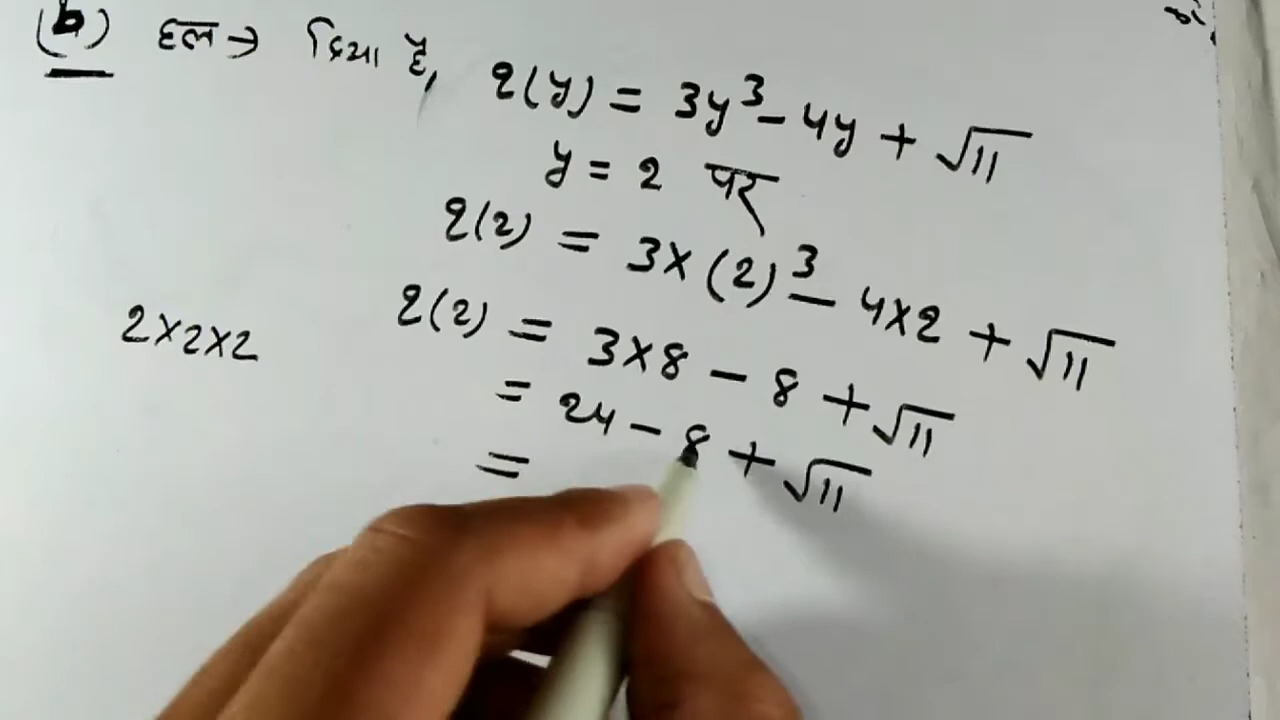 (b) हल→ दिया है, q(y) = 3y³ - 4y + √11
y = 2 पर
q(2) = 3×(2)³ - 4×2 + √11
q(2) = 3×8 - 8 + √11
2×2×2
= 24 - 8 + √11
=